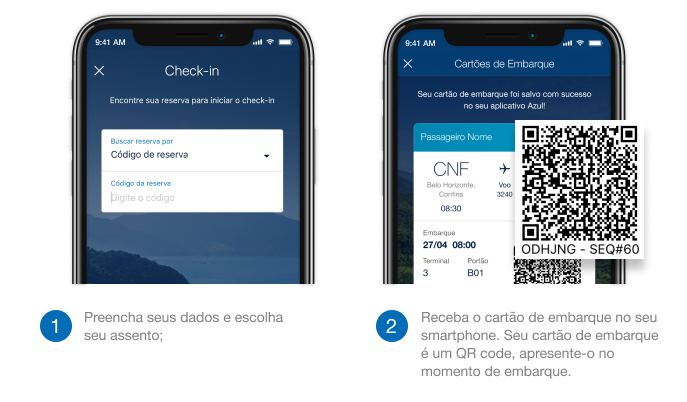 9:41 AM
Check-in
Encontre sua reserva para iniciar o check-in
Buscar reserva por
Código de reserva
Código da reserva
Digite o código
1
Preencha seus dados e escolha
seu assento;
9:41 AM
Cartões de Embarque
Seu cartão de embarque foi salvo com sucesso
no seu aplicativo Azul!
Passageiro Nome
CNF
Belo Horizonte,
Confins
08:30
Voo
3240
Embarque
27/04 08:00
Terminal
Portão
3
B01
ODHJNG - SEQ#60
2
Receba o cartão de embarque no seu
smartphone. Seu cartão de embarque
é um QR code, apresente-o no
momento de embarque.